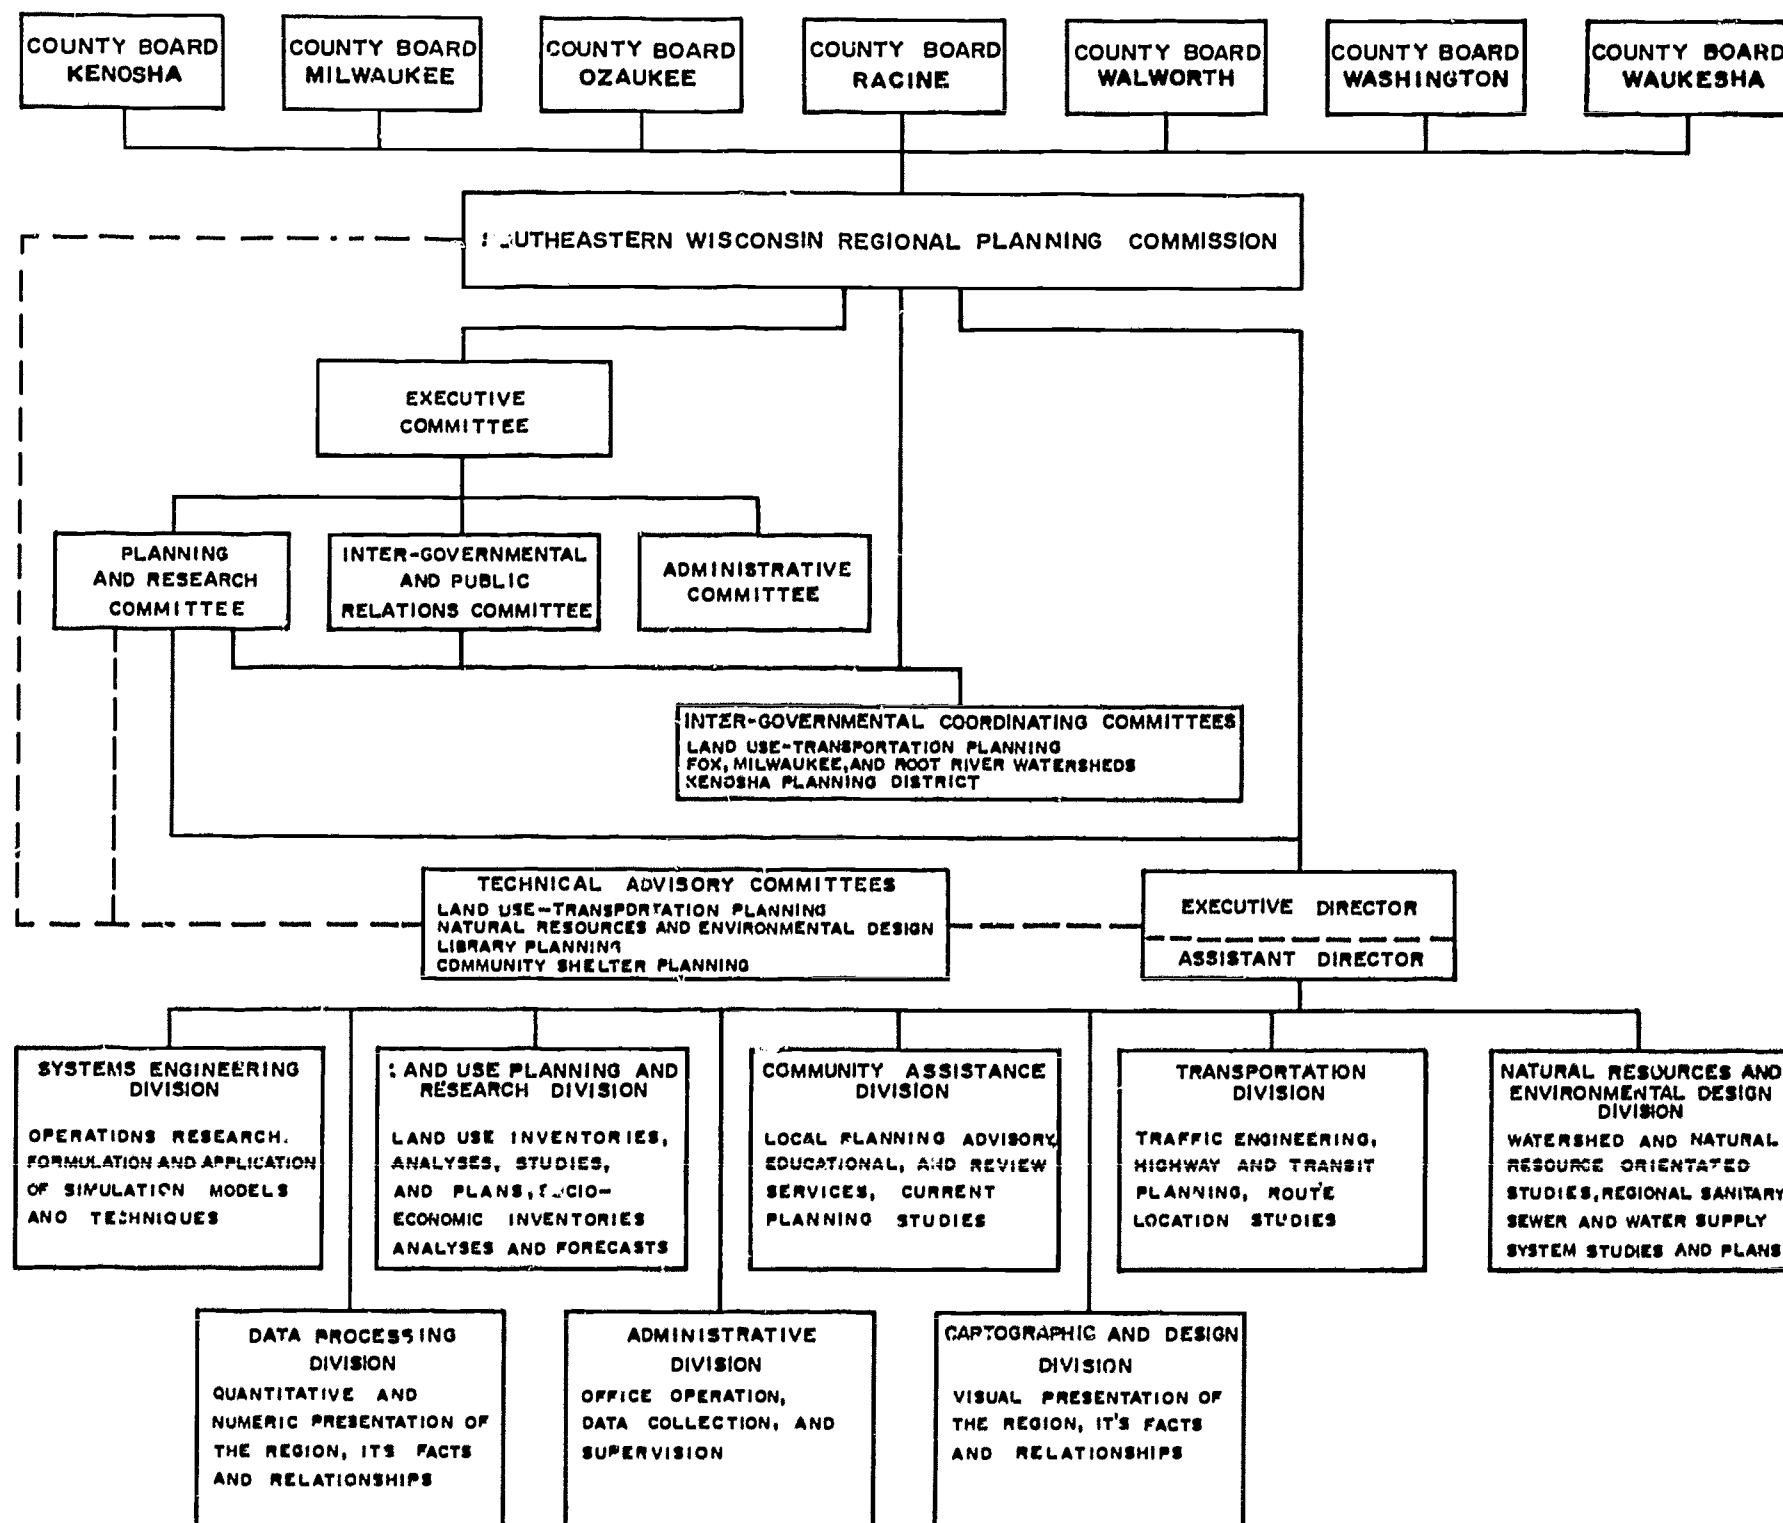 COUNTY BOARD
KENOSHA
COUNTY BOARD
MILWAUKEE
COUNTY BOARD
OZAUKEE
COUNTY BOARD
RACINE
COUNTY BOARD
WALWORTH
COUNTY BOARD
WASHINGTON
COUNTY BOARD
WAUKESHA
SOUTHEASTERN WISCONSIN REGIONAL PLANNING COMMISSION
EXECUTIVE
COMMITTEE
PLANNING
AND RESEARCH
COMMITTEE
INTER-GOVERNMENTAL
AND PUBLIC
RELATIONS COMMITTEE
ADMINISTRATIVE
COMMITTEE
INTER-GOVERNMENTAL COORDINATING COMMITTEES
LAND USE-TRANSPORTATION PLANNING
FOX, MILWAUKEE, AND ROOT RIVER WATERSHEDS
KENOSHA PLANNING DISTRICT
TECHNICAL ADVISORY COMMITTEES
LAND USE-TRANSPORTATION PLANNING
NATURAL RESOURCES AND ENVIRONMENTAL DESIGN
LIBRARY PLANNING
COMMUNITY SHELTER PLANNING
EXECUTIVE DIRECTOR
ASSISTANT DIRECTOR
SYSTEMS ENGINEERING
DIVISION
OPERATIONS RESEARCH.
FORMULATION AND APPLICATION
OF SIMULATION MODELS
AND TECHNIQUES
LAND USE PLANNING AND
RESEARCH DIVISION
LAND USE INVENTORIES,
ANALYSES, STUDIES,
AND PLANS, SOCIO-
ECONOMIC INVENTORIES
ANALYSES AND FORECASTS
COMMUNITY ASSISTANCE
DIVISION
LOCAL PLANNING ADVISORY,
EDUCATIONAL, AND REVIEW
SERVICES, CURRENT
PLANNING STUDIES
TRANSPORTATION
DIVISION
TRAFFIC ENGINEERING,
HIGHWAY AND TRANSIT
PLANNING, ROUTE
LOCATION STUDIES
NATURAL RESOURCES AND
ENVIRONMENTAL DESIGN
DIVISION
WATERSHED AND NATURAL
RESOURCE ORIENTATED
STUDIES, REGIONAL SANITARY
SEWER AND WATER SUPPLY
SYSTEM STUDIES AND PLANS
DATA PROCESSING
DIVISION
QUANTITATIVE AND
NUMERIC PRESENTATION OF
THE REGION, ITS FACTS
AND RELATIONSHIPS
ADMINISTRATIVE
DIVISION
OFFICE OPERATION,
DATA COLLECTION, AND
SUPERVISION
CARTOGRAPHIC AND DESIGN
DIVISION
VISUAL PRESENTATION OF
THE REGION, IT'S FACTS
AND RELATIONSHIPS